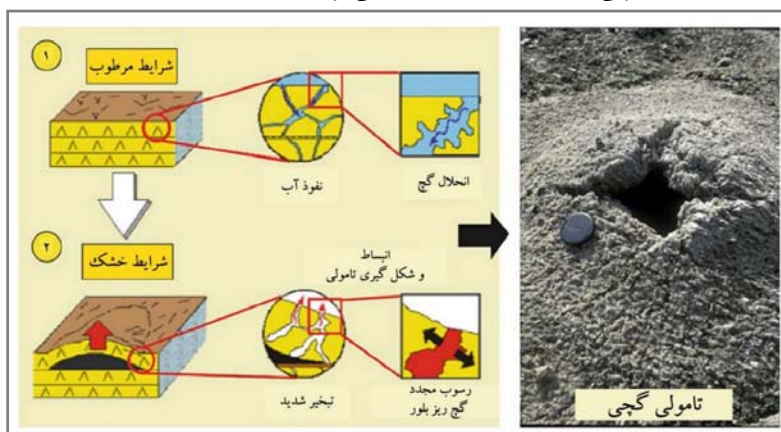 ۱
شرایط مرطوب
نفوذ آب
انحلال گچ
۲
شرایط خشک
انبساط
و شکل گیری تامولی
تبخیر شدید
رسوب مجدد
گچ ریز بلور
تامولی گچی